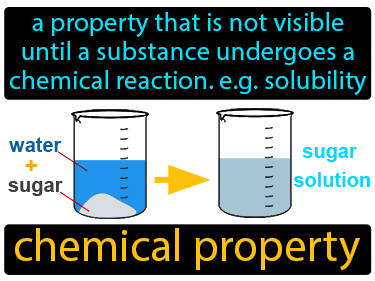 a property that is not visible
until a substance undergoes a
chemical reaction. e.g. solubility
water
+
sugar
sugar
solution
chemical property